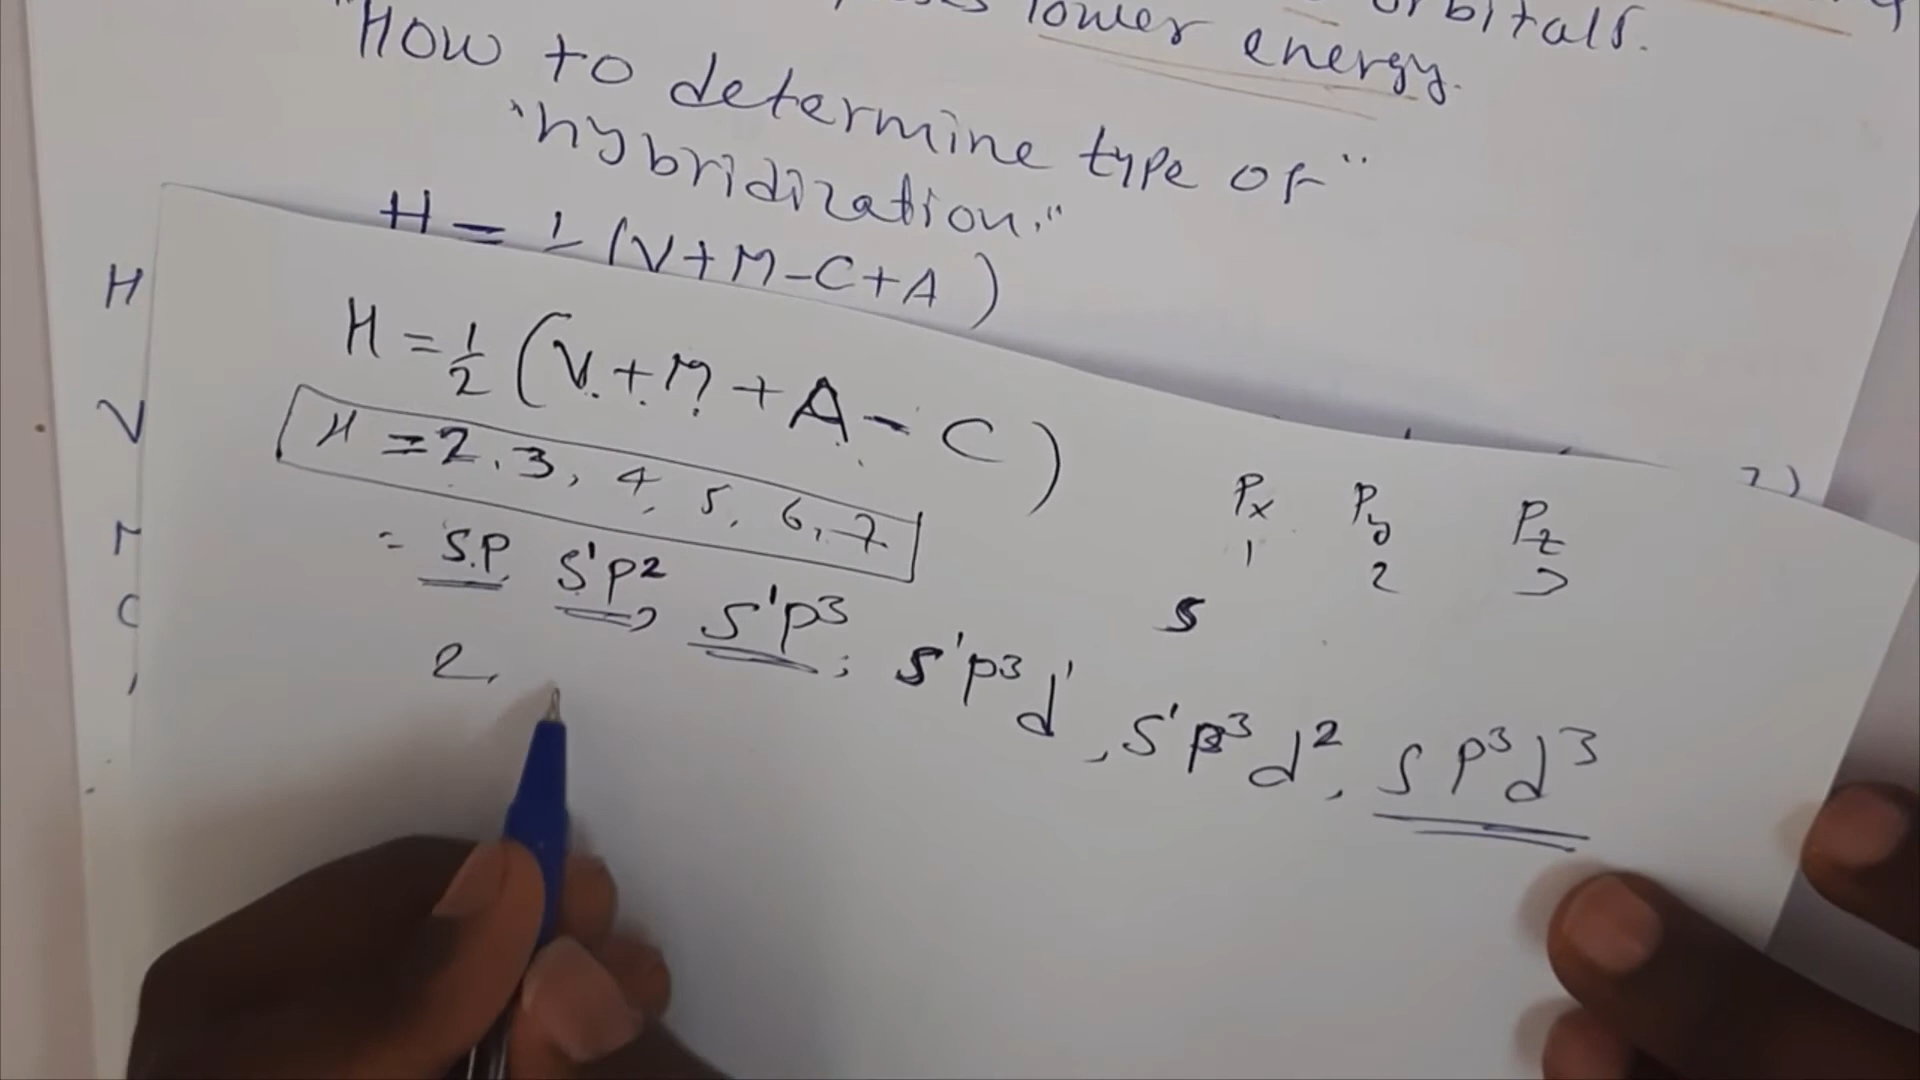 lower orbitals.
energy.
"How to determine type of"
"hybridization."
H = 1/2 (V+M-C+A)
H
V
H = 1/2 (V+M+A-C)
H = 2, 3, 4, 5, 6, 7
Px Py Pz
1 2 3
s
= sp s¹p², s¹p³; s¹p³d¹, s¹p³d², sp³d³
2,